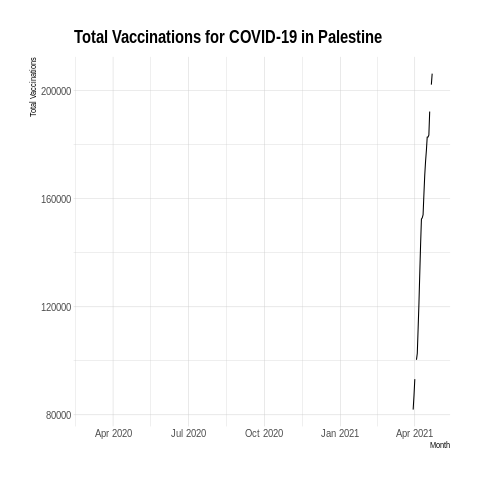 Total Vaccinations for COVID-19 in Palestine
Total Vaccinations
200000
160000
120000
80000
Apr 2020 Jul 2020 Oct 2020 Jan 2021 Apr 2021
Month